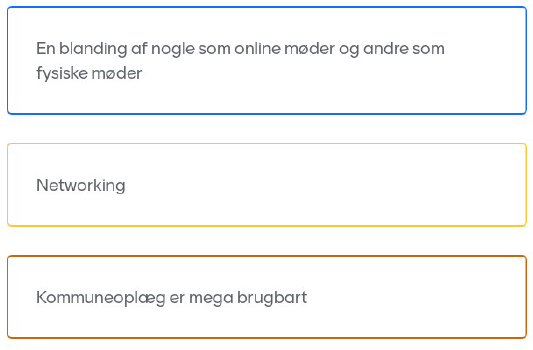 En blanding af nogle som online møder og andre som
fysiske møder
Networking
Kommuneoplæg er mega brugbart